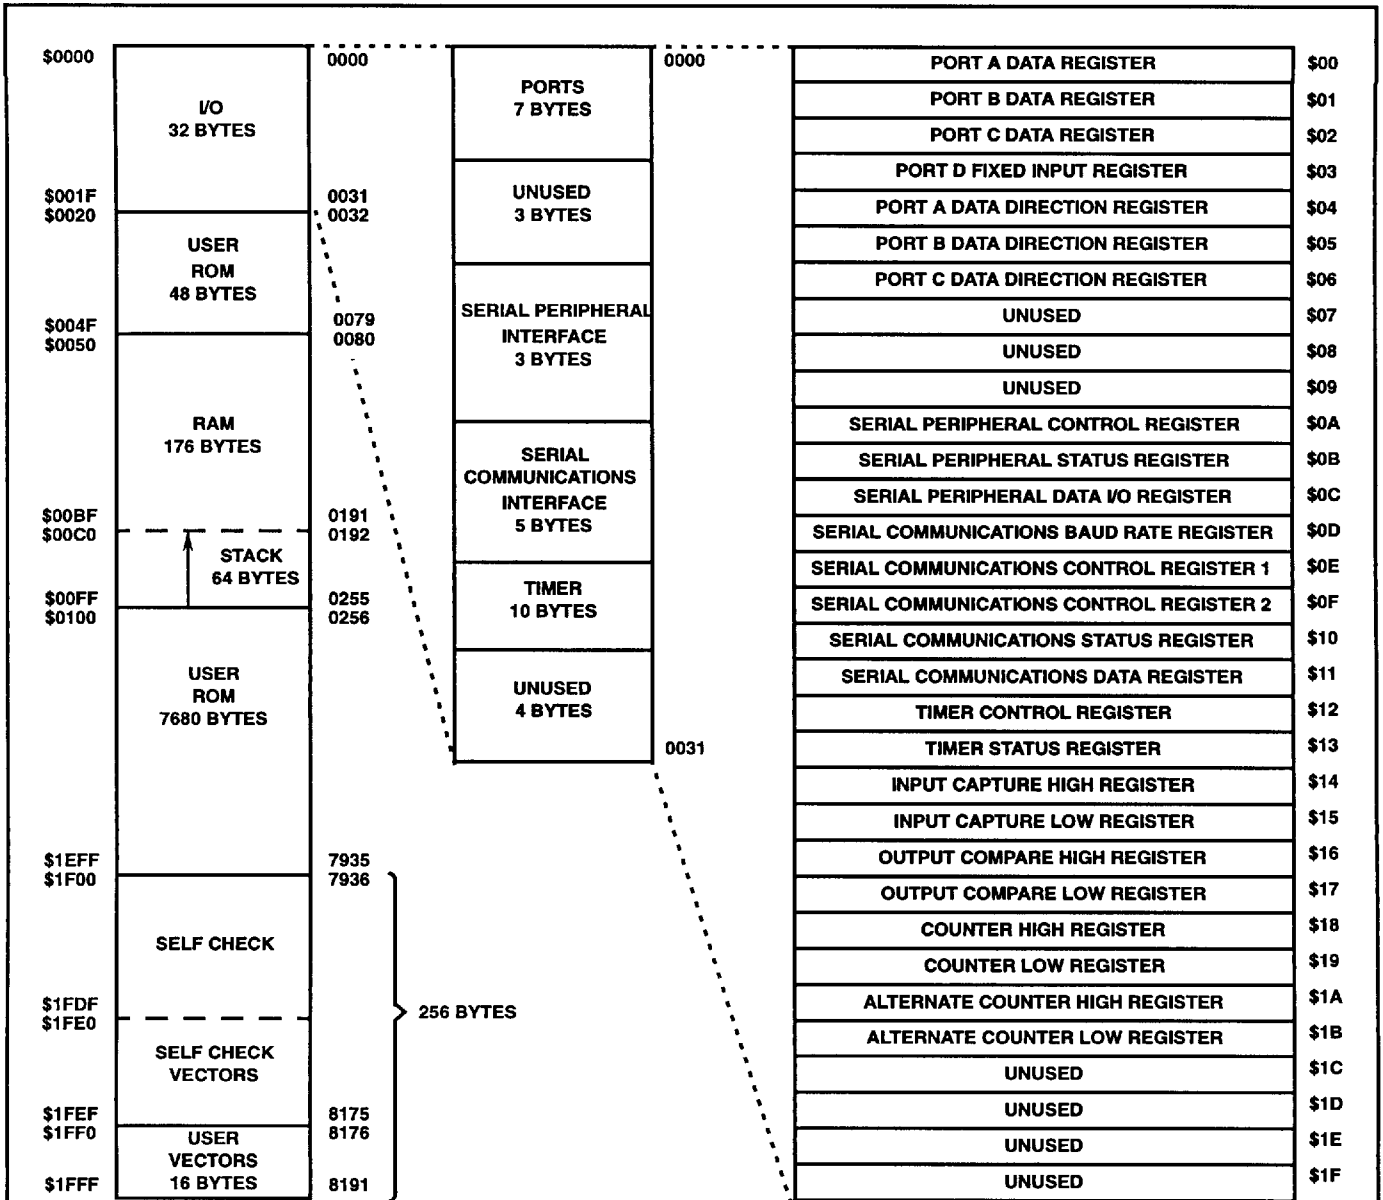 $0000
I/O
32 BYTES
0000
$001F
0031
$0020
0032
USER
ROM
48 BYTES
$004F
0079
$0050
0080
RAM
176 BYTES
$00BF
0191
$00C0
0192
STACK
64 BYTES
$00FF
0255
$0100
0256
USER
ROM
7680 BYTES
$1EFF
7935
$1F00
7936
SELF CHECK
$1FDF
$1FE0
256 BYTES
SELF CHECK
VECTORS
$1FEF
8175
$1FF0
8176
USER
VECTORS
16 BYTES
$1FFF
8191
PORTS
7 BYTES
0000
UNUSED
3 BYTES
SERIAL PERIPHERAL
INTERFACE
3 BYTES
SERIAL
COMMUNICATIONS
INTERFACE
5 BYTES
TIMER
10 BYTES
UNUSED
4 BYTES
0031
PORT A DATA REGISTER $00
PORT B DATA REGISTER $01
PORT C DATA REGISTER $02
PORT D FIXED INPUT REGISTER $03
PORT A DATA DIRECTION REGISTER $04
PORT B DATA DIRECTION REGISTER $05
PORT C DATA DIRECTION REGISTER $06
UNUSED $07
UNUSED $08
UNUSED $09
SERIAL PERIPHERAL CONTROL REGISTER $0A
SERIAL PERIPHERAL STATUS REGISTER $0B
SERIAL PERIPHERAL DATA I/O REGISTER $0C
SERIAL COMMUNICATIONS BAUD RATE REGISTER $0D
SERIAL COMMUNICATIONS CONTROL REGISTER 1 $0E
SERIAL COMMUNICATIONS CONTROL REGISTER 2 $0F
SERIAL COMMUNICATIONS STATUS REGISTER $10
SERIAL COMMUNICATIONS DATA REGISTER $11
TIMER CONTROL REGISTER $12
TIMER STATUS REGISTER $13
INPUT CAPTURE HIGH REGISTER $14
INPUT CAPTURE LOW REGISTER $15
OUTPUT COMPARE HIGH REGISTER $16
OUTPUT COMPARE LOW REGISTER $17
COUNTER HIGH REGISTER $18
COUNTER LOW REGISTER $19
ALTERNATE COUNTER HIGH REGISTER $1A
ALTERNATE COUNTER LOW REGISTER $1B
UNUSED $1C
UNUSED $1D
UNUSED $1E
UNUSED $1F